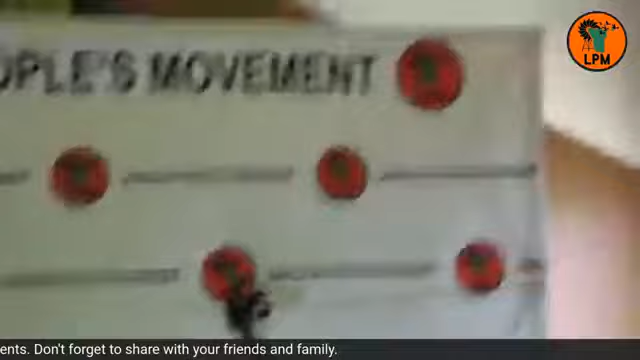 OPLE'S MOVEMENT
LPM
ents. Don't forget to share with your friends and family.